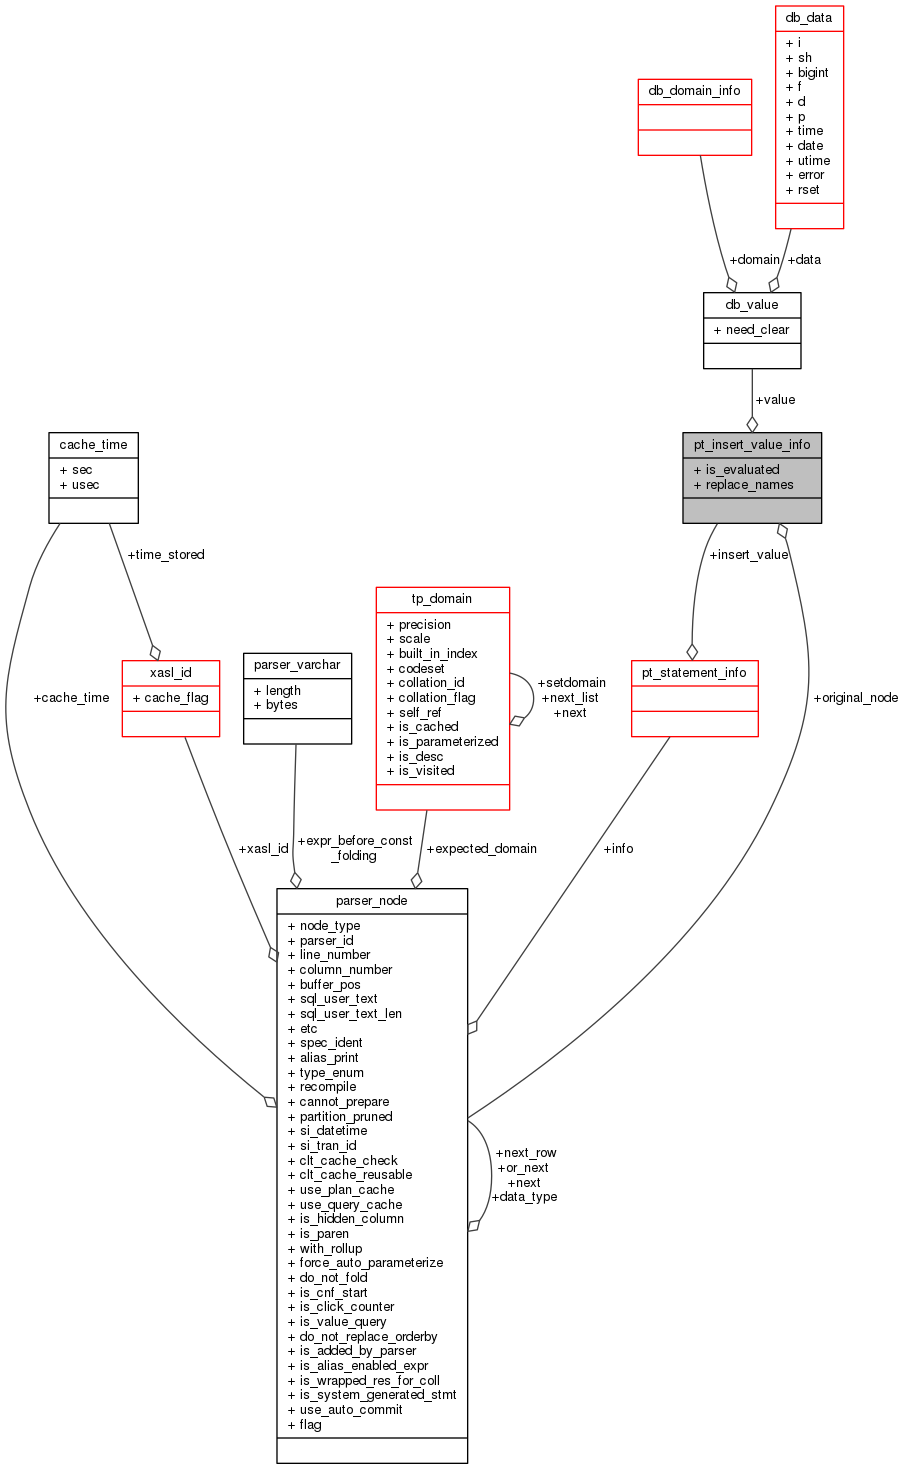 db_data
+ i
+ sh
+ bigint
+ f
+ d
+ p
+ time
+ date
+ utime
+ error
+ rset
db_domain_info
+domain
+data
db_value
+ need_clear
+value
pt_insert_value_info
+ is_evaluated
+ replace_names
cache_time
+ sec
+ usec
+time_stored
+insert_value
tp_domain
+ precision
+ scale
+ built_in_index
+ codeset
+ collation_id
+ collation_flag
+ self_ref
+ is_cached
+ is_parameterized
+ is_desc
+ is_visited
+setdomain
+next_list
+next
parser_varchar
+ length
+ bytes
xasl_id
+ cache_flag
pt_statement_info
+cache_time
+original_node
+xasl_id
+expr_before_const
_folding
+expected_domain
+info
parser_node
+ node_type
+ parser_id
+ line_number
+ column_number
+ buffer_pos
+ sql_user_text
+ sql_user_text_len
+ etc
+ spec_ident
+ alias_print
+ type_enum
+ recompile
+ cannot_prepare
+ partition_pruned
+ si_datetime
+ si_tran_id
+ clt_cache_check
+ clt_cache_reusable
+ use_plan_cache
+ use_query_cache
+ is_hidden_column
+ is_paren
+ with_rollup
+ force_auto_parameterize
+ do_not_fold
+ is_cnf_start
+ is_click_counter
+ is_value_query
+ do_not_replace_orderby
+ is_added_by_parser
+ is_alias_enabled_expr
+ is_wrapped_res_for_coll
+ is_system_generated_stmt
+ use_auto_commit
+ flag
+next_row
+or_next
+next
+data_type